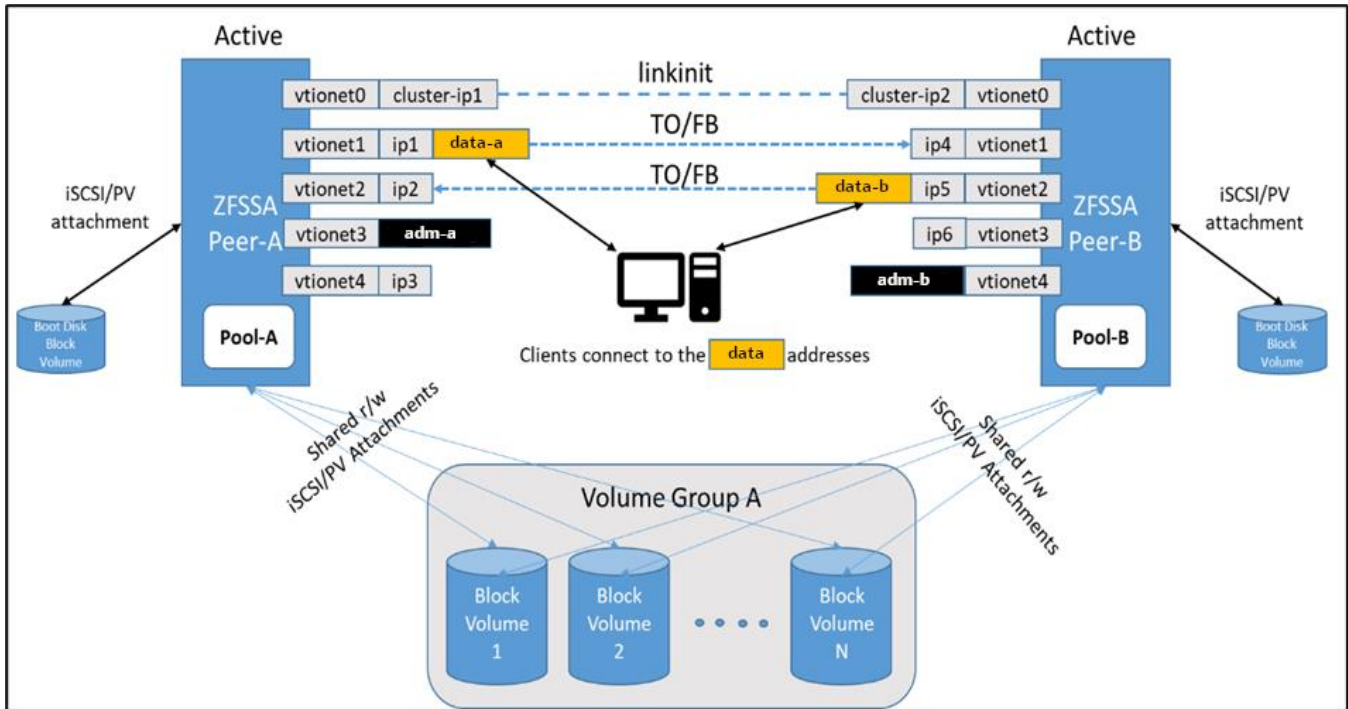 Active
Active
linkinit
vtionet0 cluster-ip1
cluster-ip2 vtionet0
TO/FB
vtionet1 ip1 data-a
ip4 vtionet1
TO/FB
vtionet2 ip2
data-b ip5 vtionet2
iSCSI/PV
attachment
ZFSSA
Peer-A
vtionet3 adm-a
ip6 vtionet3
ZFSSA
Peer-B
iSCSI/PV
attachment
vtionet4 ip3
adm-b vtionet4
Boot Disk
Block
Volume
Pool-A
Clients connect to the data addresses
Pool-B
Boot Disk
Block
Volume
Shared r/w
iSCSI/PV Attachments
Shared r/w
iSCSI/PV Attachments
Volume Group A
Block
Volume
1
Block
Volume
2
Block
Volume
N